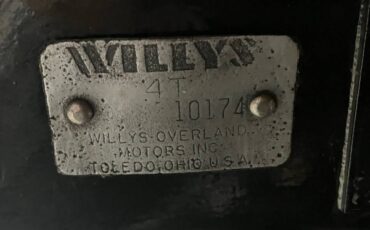 WILLYS
4T
10174
WILLYS-OVERLAND
MOTORS INC.
TOLEDO, OHIO U.S.A.